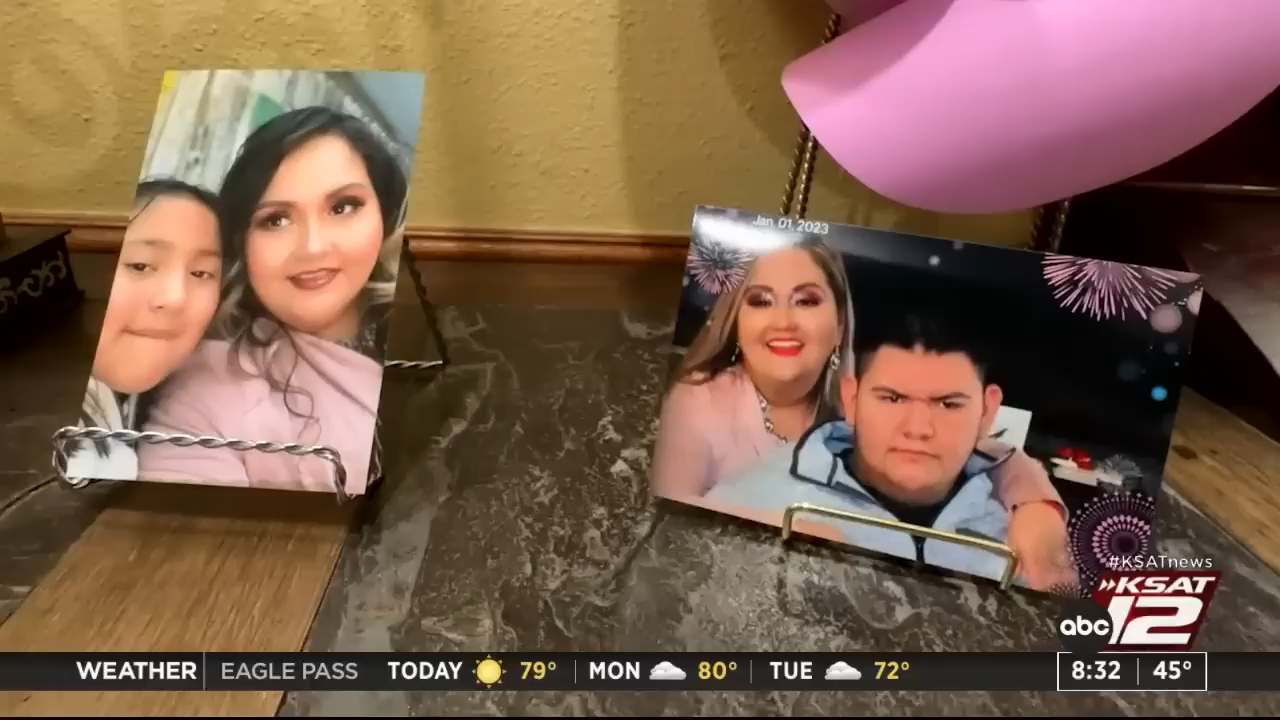 Jan. 01, 2023
#KSATnews
KSAT
abc 12
WEATHER EAGLE PASS TODAY 79° MON 80° TUE 72° 8:32 45°